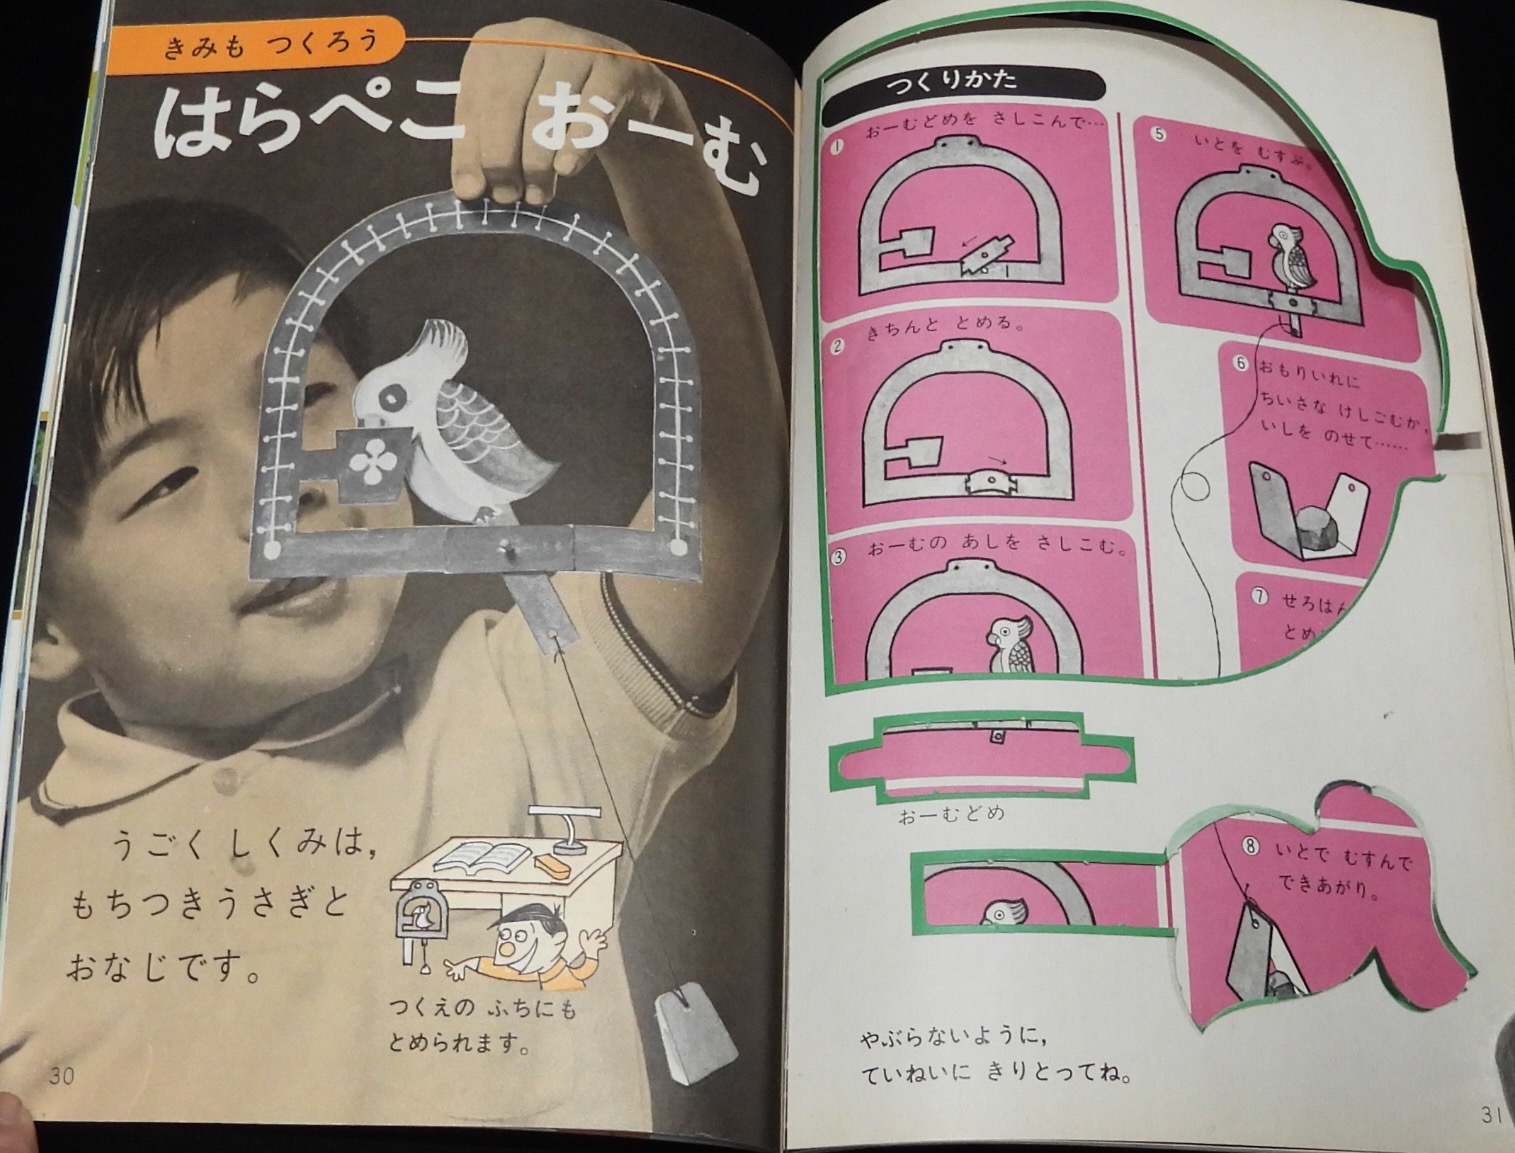 きみも つくろう
はらぺこ おーむ
うごく しくみは,
もちつきうさぎと
おなじです。
つくえの ふちにも
とめられます。
30
つくりかた
① おーむどめを さしこんで…
② きちんと とめる。
③ おーむの あしを さしこむ。
⑤ いとを むすぶ。
⑥ おもりいれに
ちいさな けしごむか,
いしを のせて……
⑦ せろはん
とめ
おーむどめ
⑧ いとで むすんで
できあがり。
やぶらないように,
ていねいに きりとってね。
31